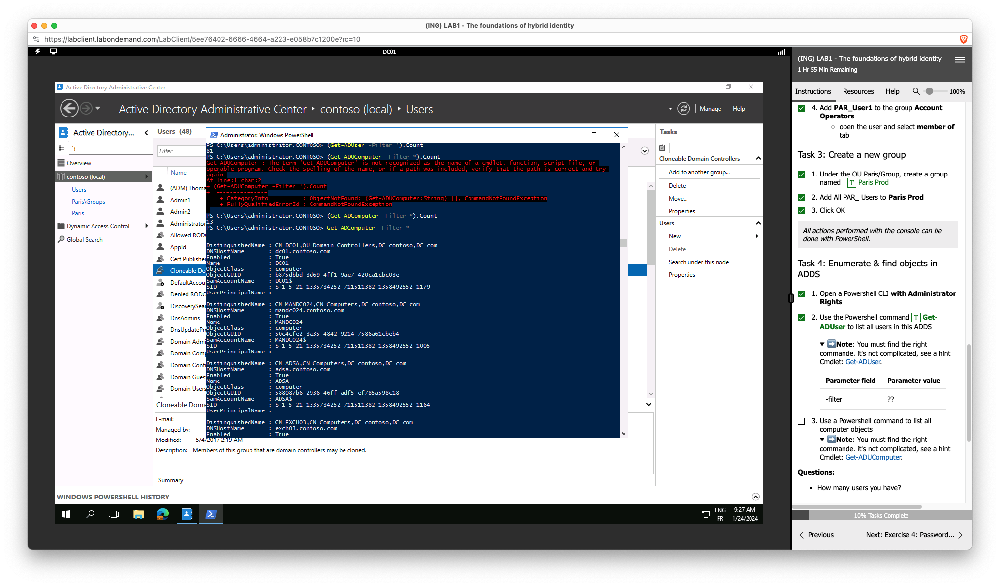 (ING) LAB1 - The foundations of hybrid identity
https://labclient.labondemand.com/LabClient/5ee76402-6666-4664-a223-e058b7c1200e?rc=10
DC01
Active Directory Administrative Center
Active Directory Administrative Center • contoso (local) • Users
Manage
Help
Active Directory...
Overview
contoso (local)
Users
Paris\Groups
Paris
Dynamic Access Control
Global Search
Users (48)
Filter
Name
(ADM) Thoma
Admin1
Admin2
Administrator
Allowed ROD
AppId
Cert Publishe
Cloneable Do
DefaultAccou
Denied RODC
DiscoverySea
DnsAdmins
DnsUpdatePr
Domain Admi
Domain Comp
Domain Cont
Domain Gues
Domain Users
Administrator: Windows PowerShell
PS C:\Users\administrator.CONTOSO> (Get-ADUser -Filter *).Count
81
PS C:\Users\administrator.CONTOSO> (Get-ADUComputer -Filter *).Count
Get-ADUComputer : The term 'Get-ADUComputer' is not recognized as the name of a cmdlet, function, script file, or
operable program. Check the spelling of the name, or if a path was included, verify that the path is correct and try
again.
At line:1 char:2
+ (Get-ADUComputer -Filter *).Count
+  ~~~~~~~~~~~~~~~
+ CategoryInfo : ObjectNotFound: (Get-ADUComputer:String) [], CommandNotFoundException
+ FullyQualifiedErrorId : CommandNotFoundException
PS C:\Users\administrator.CONTOSO> (Get-ADComputer -Filter *).Count
13
PS C:\Users\administrator.CONTOSO> Get-ADComputer -Filter *
DistinguishedName : CN=DC01,OU=Domain Controllers,DC=contoso,DC=com
DNSHostName : dc01.contoso.com
Enabled : True
Name : DC01
ObjectClass : computer
ObjectGUID : b875dbbd-3d69-4ff1-9ae7-420ca1cbc03e
SamAccountName : DC01$
SID : S-1-5-21-1335734252-711511382-1358492552-1179
UserPrincipalName :
DistinguishedName : CN=MANDC024,CN=Computers,DC=contoso,DC=com
DNSHostName : mandc024.contoso.com
Enabled : True
Name : MANDC024
ObjectClass : computer
ObjectGUID : 50c4cfe2-3a35-4842-9214-7586a61cbeb4
SamAccountName : MANDC024$
SID : S-1-5-21-1335734252-711511382-1358492552-1005
UserPrincipalName :
DistinguishedName : CN=ADSA,CN=Computers,DC=contoso,DC=com
DNSHostName : adsa.contoso.com
Enabled : True
Name : ADSA
ObjectClass : computer
ObjectGUID : 588087b6-2936-46ff-adf5-ef785a598c18
SamAccountName : ADSA$
SID : S-1-5-21-1335734252-711511382-1358492552-1164
UserPrincipalName :
DistinguishedName : CN=EXCH03,CN=Computers,DC=contoso,DC=com
DNSHostName : exch03.contoso.com
Enabled : True
Cloneable Doma
E-mail:
Managed by:
Modified: 5/4/2017 2:19 AM
Description: Members of this group that are domain controllers may be cloned.
Summary
WINDOWS POWERSHELL HISTORY
Tasks
Cloneable Domain Controllers
Add to another group...
Delete
Move...
Properties
Users
New
Delete
Search under this node
Properties
ENG
FR
9:27 AM
1/24/2024
(ING) LAB1 - The foundations of hybrid identity
1 Hr 55 Min Remaining
Instructions
Resources
Help
100%
4. Add PAR_User1 to the group Account
Operators
open the user and select member of
tab
Task 3: Create a new group
1. Under the OU Paris/Group, create a group
named : T Paris Prod
2. Add All PAR_ Users to Paris Prod
3. Click OK
All actions performed with the console can be
done with PowerShell.
Task 4: Enumerate & find objects in
ADDS
1. Open a Powershell CLI with Administrator
Rights
2. Use the Powershell command T Get-
ADUser to list all users in this ADDS
▼ ➡Note: You must find the right
commande. it's not complicated, see a hint
Cmdlet: Get-ADUser.
Parameter field Parameter value
-filter ??
3. Use a Powershell command to list all
computer objects
▼ ➡Note: You must find the right
commande. it's not complicated, see a hint
Cmdlet: Get-ADUComputer.
Questions:
• How many users you have?
10% Tasks Complete
Previous
Next: Exercise 4: Password...